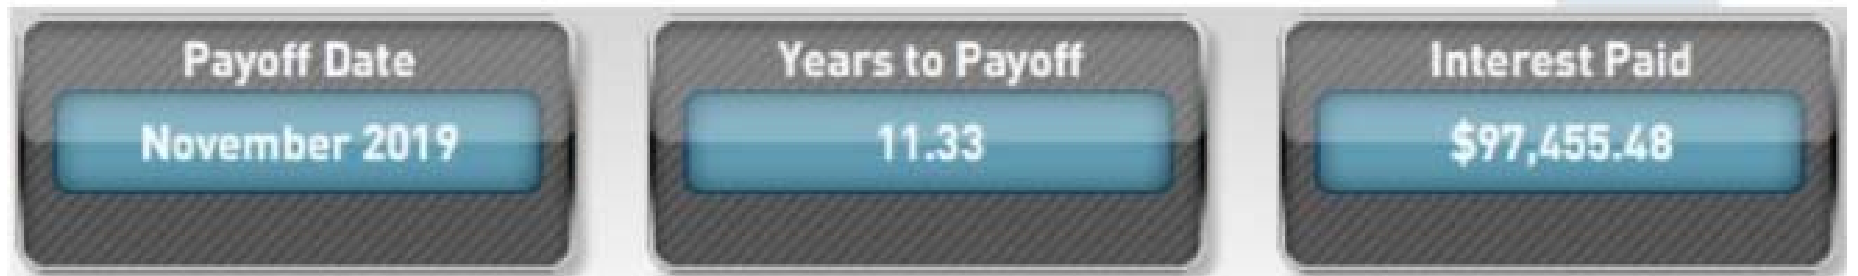 Payoff Date
November 2019
Years to Payoff
11.33
Interest Paid
$97,455.48